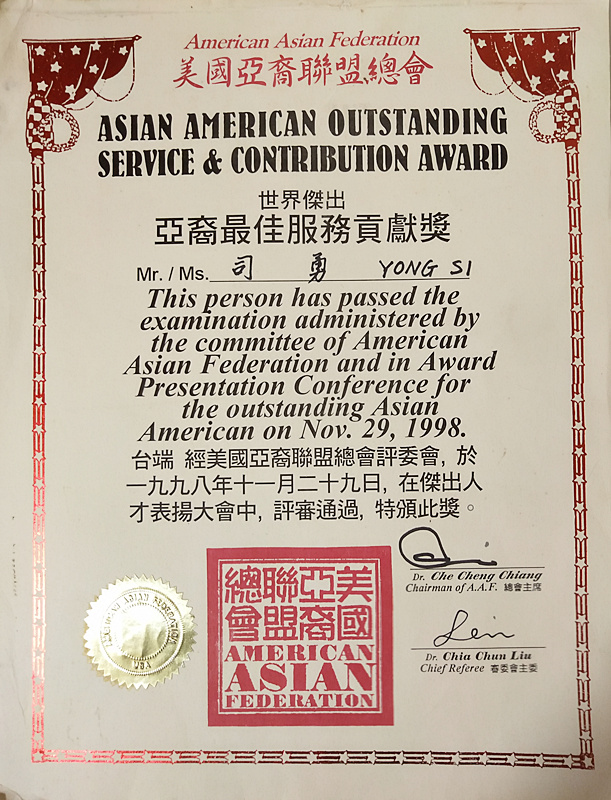 American Asian Federation
美國亞裔聯盟總會
ASIAN AMERICAN OUTSTANDING
SERVICE & CONTRIBUTION AWARD
世界傑出
亞裔最佳服務貢獻獎
Mr. / Ms. 司 勇 YONG SI
This person has passed the
examination administered by
the committee of American
Asian Federation and in Award
Presentation Conference for
the outstanding Asian
American on Nov. 29, 1998.
台端 經美國亞裔聯盟總會評委會, 於
一九九八年十一月二十九日, 在傑出人
才表揚大會中, 評審通過, 特頒此獎。
Dr. Che Cheng Chiang
Chairman of A.A.F. 總會主席
Dr. Chia Chun Liu
Chief Referee 審委會主委
總聯亞美
會盟裔國
AMERICAN
ASIAN
FEDERATION
AMERICAN ASIAN FEDERATION
USA